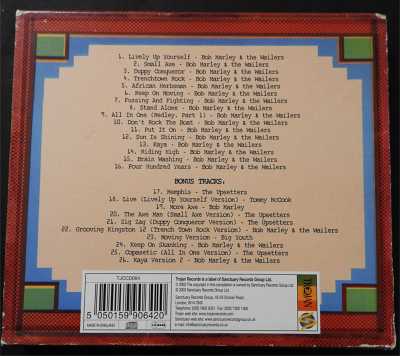 1. Lively Up Yourself - Bob Marley & the Wailers
2. Small Axe - Bob Marley & the Wailers
3. Duppy Conqueror - Bob Marley & the Wailers
4. Trenchtown Rock - Bob Marley & the Wailers
5. African Herbsman - Bob Marley & the Wailers
6. Keep On Moving - Bob Marley & the Wailers
7. Fussing And Fighting - Bob Marley & the Wailers
8. Stand Alone - Bob Marley & the Wailers
9. All In One (Medley, Part 1) - Bob Marley & the Wailers
10. Don't Rock The Boat - Bob Marley & the Wailers
11. Put It On - Bob Marley & the Wailers
12. Sun Is Shining - Bob Marley & the Wailers
13. Kaya - Bob Marley & the Wailers
14. Riding High - Bob Marley & the Wailers
15. Brain Washing - Bob Marley & the Wailers
16. Four Hundred Years - Bob Marley & the Wailers
BONUS TRACKS:
17. Memphis - The Upsetters
18. Live (Lively Up Yourself Version) - Tommy McCook
19. More Axe - Bob Marley
20. The Axe Man (Small Axe Version) - The Upsetters
21. Zig Zag (Duppy Conqueror Version) - The Upsetters
22. Grooving Kingston 12 (Trench Town Rock Version) - Bob Marley & the Wailers
23. Moving Version - Big Youth
24. Keep On Skanking - Bob Marley & the Wailers
25. Copasetic (All In One Version) - The Upsetters
26. Kaya Version 2 - Bob Marley & the Wailers
TJCCD064
MADE IN ENGLAND
5 050159 906420
Trojan Records is a label of Sanctuary Records Group Ltd.
Sanctuary Records Group Ltd.
TROJAN